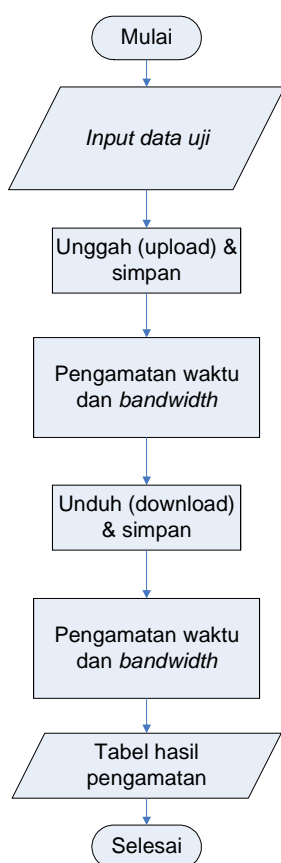 Mulai
Input data uji
Unggah (upload) &
simpan
Pengamatan waktu
dan bandwidth
Unduh (download)
& simpan
Pengamatan waktu
dan bandwidth
Tabel hasil
pengamatan
Selesai